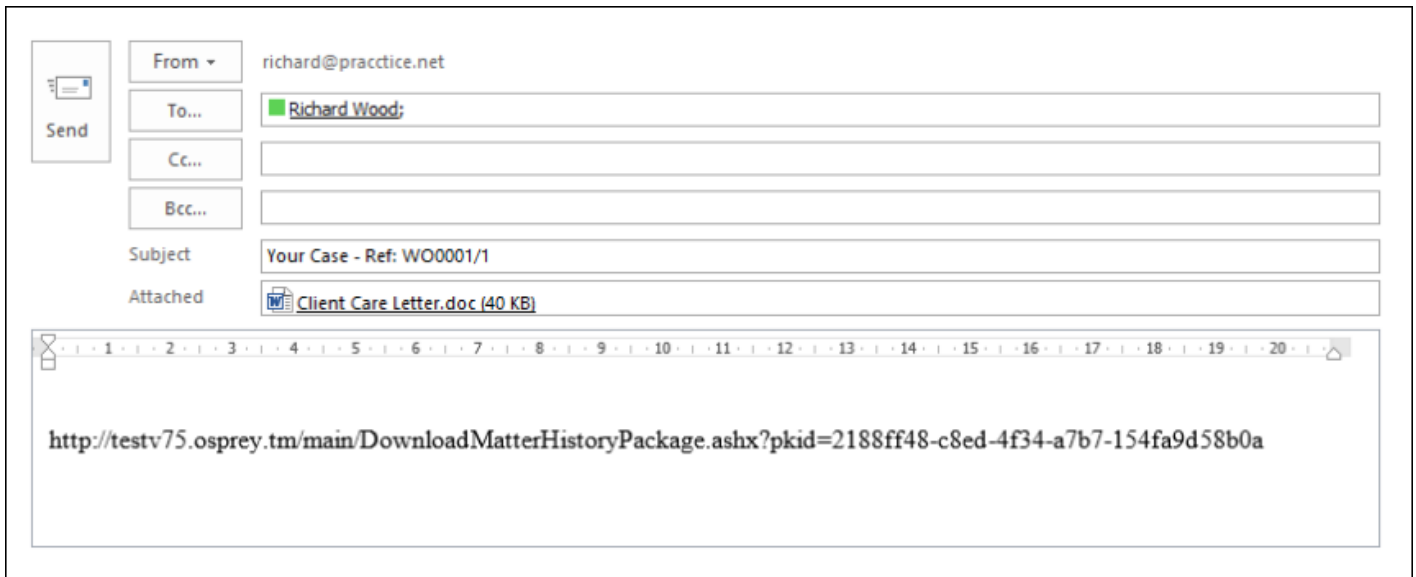 From richard@pracctice.net
Send
To... Richard Wood;
Cc...
Bcc...
Subject Your Case - Ref: WO0001/1
Attached Client Care Letter.doc (40 KB)
1 2 3 4 5 6 7 8 9 10 11 12 13 14 15 16 17 18 19 20
http://testv75.osprey.tm/main/DownloadMatterHistoryPackage.ashx?pkid=2188ff48-c8ed-4f34-a7b7-154fa9d58b0a